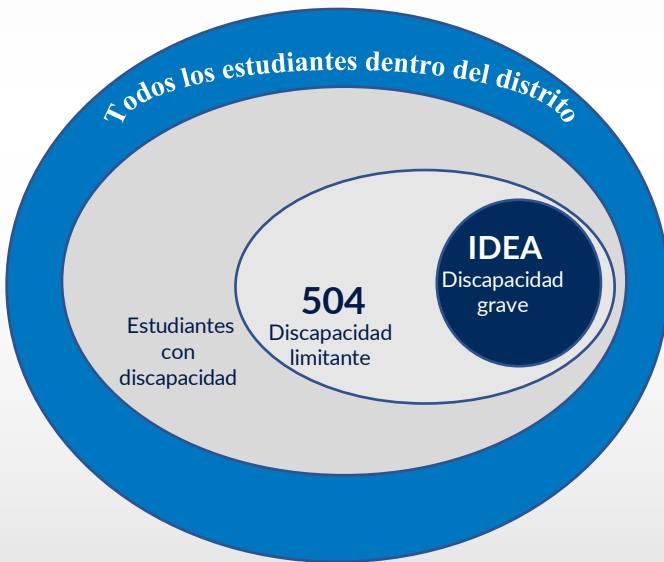 Todos los estudiantes dentro del distrito
IDEA
Discapacidad
grave
504
Discapacidad
limitante
Estudiantes
con
discapacidad